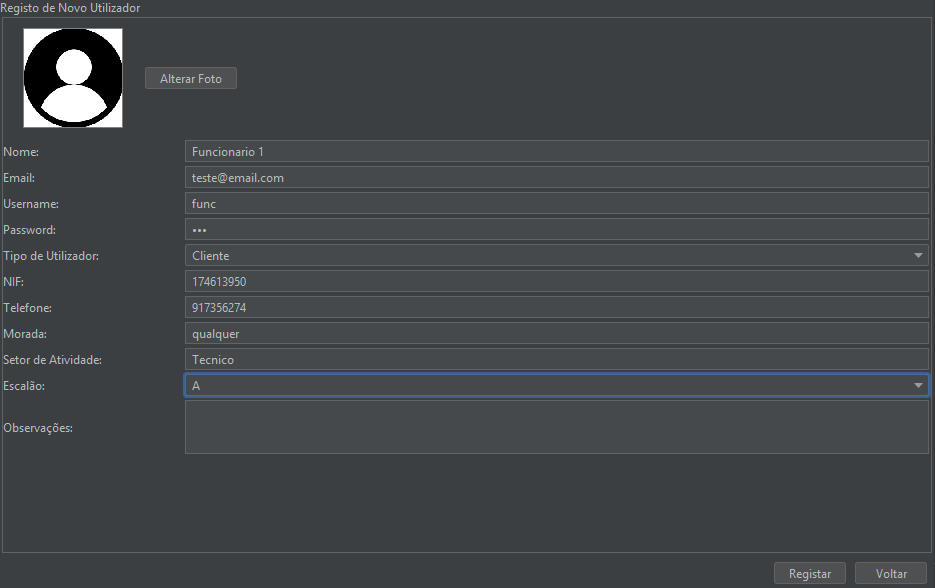 Registo de Novo Utilizador
Alterar Foto
Nome: Funcionario 1
Email: teste@email.com
Username: func
Password: •••
Tipo de Utilizador: Cliente
NIF: 174613950
Telefone: 917356274
Morada: qualquer
Setor de Atividade: Tecnico
Escalão: A
Observações:
Registar Voltar